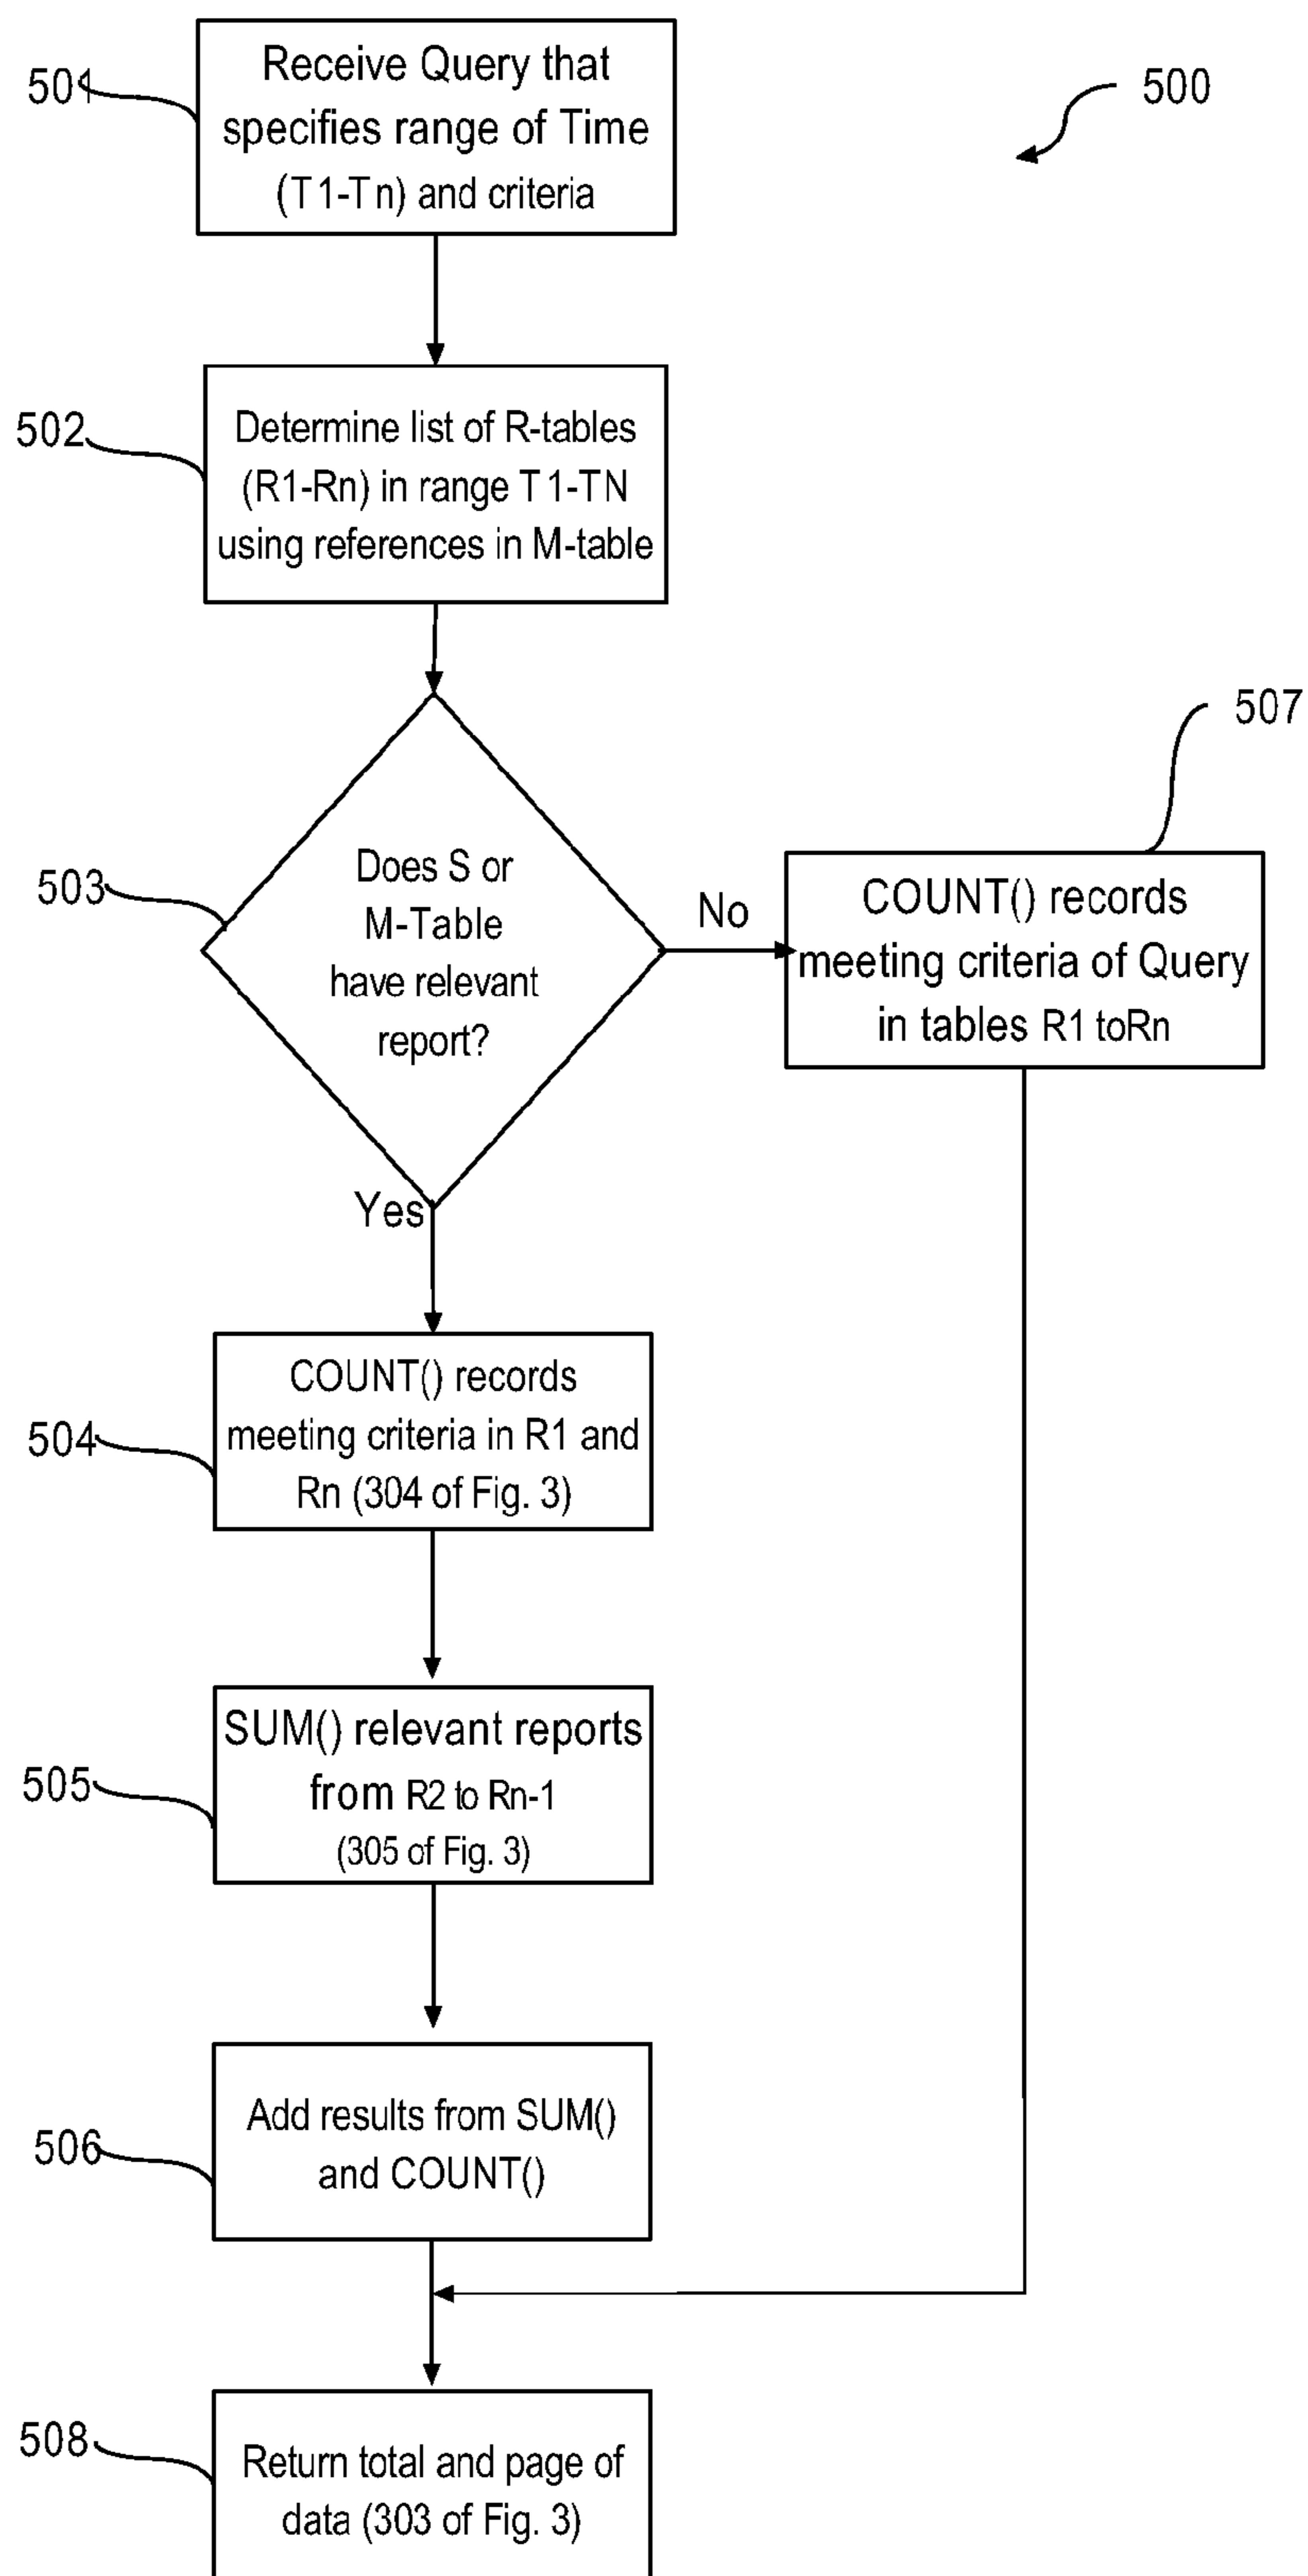 501
Receive Query that
specifies range of Time
(T1-Tn) and criteria
500
502
Determine list of R-tables
(R1-Rn) in range T1-TN
using references in M-table
503
Does S or
M-Table
have relevant
report?
No
507
COUNT() records
meeting criteria of Query
in tables R1 toRn
Yes
504
COUNT() records
meeting criteria in R1 and
Rn (304 of Fig. 3)
505
SUM() relevant reports
from R2 to Rn-1
(305 of Fig. 3)
506
Add results from SUM()
and COUNT()
508
Return total and page of
data (303 of Fig. 3)